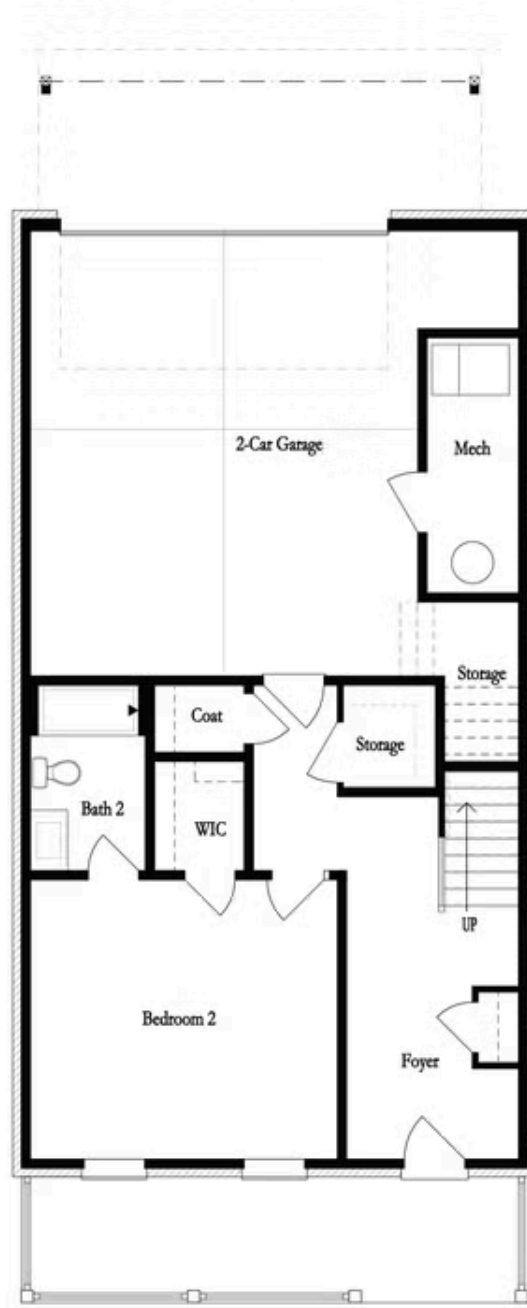 2-Car Garage
Mech
Storage
Coat
Storage
Bath 2
WIC
UP
Bedroom 2
Foyer